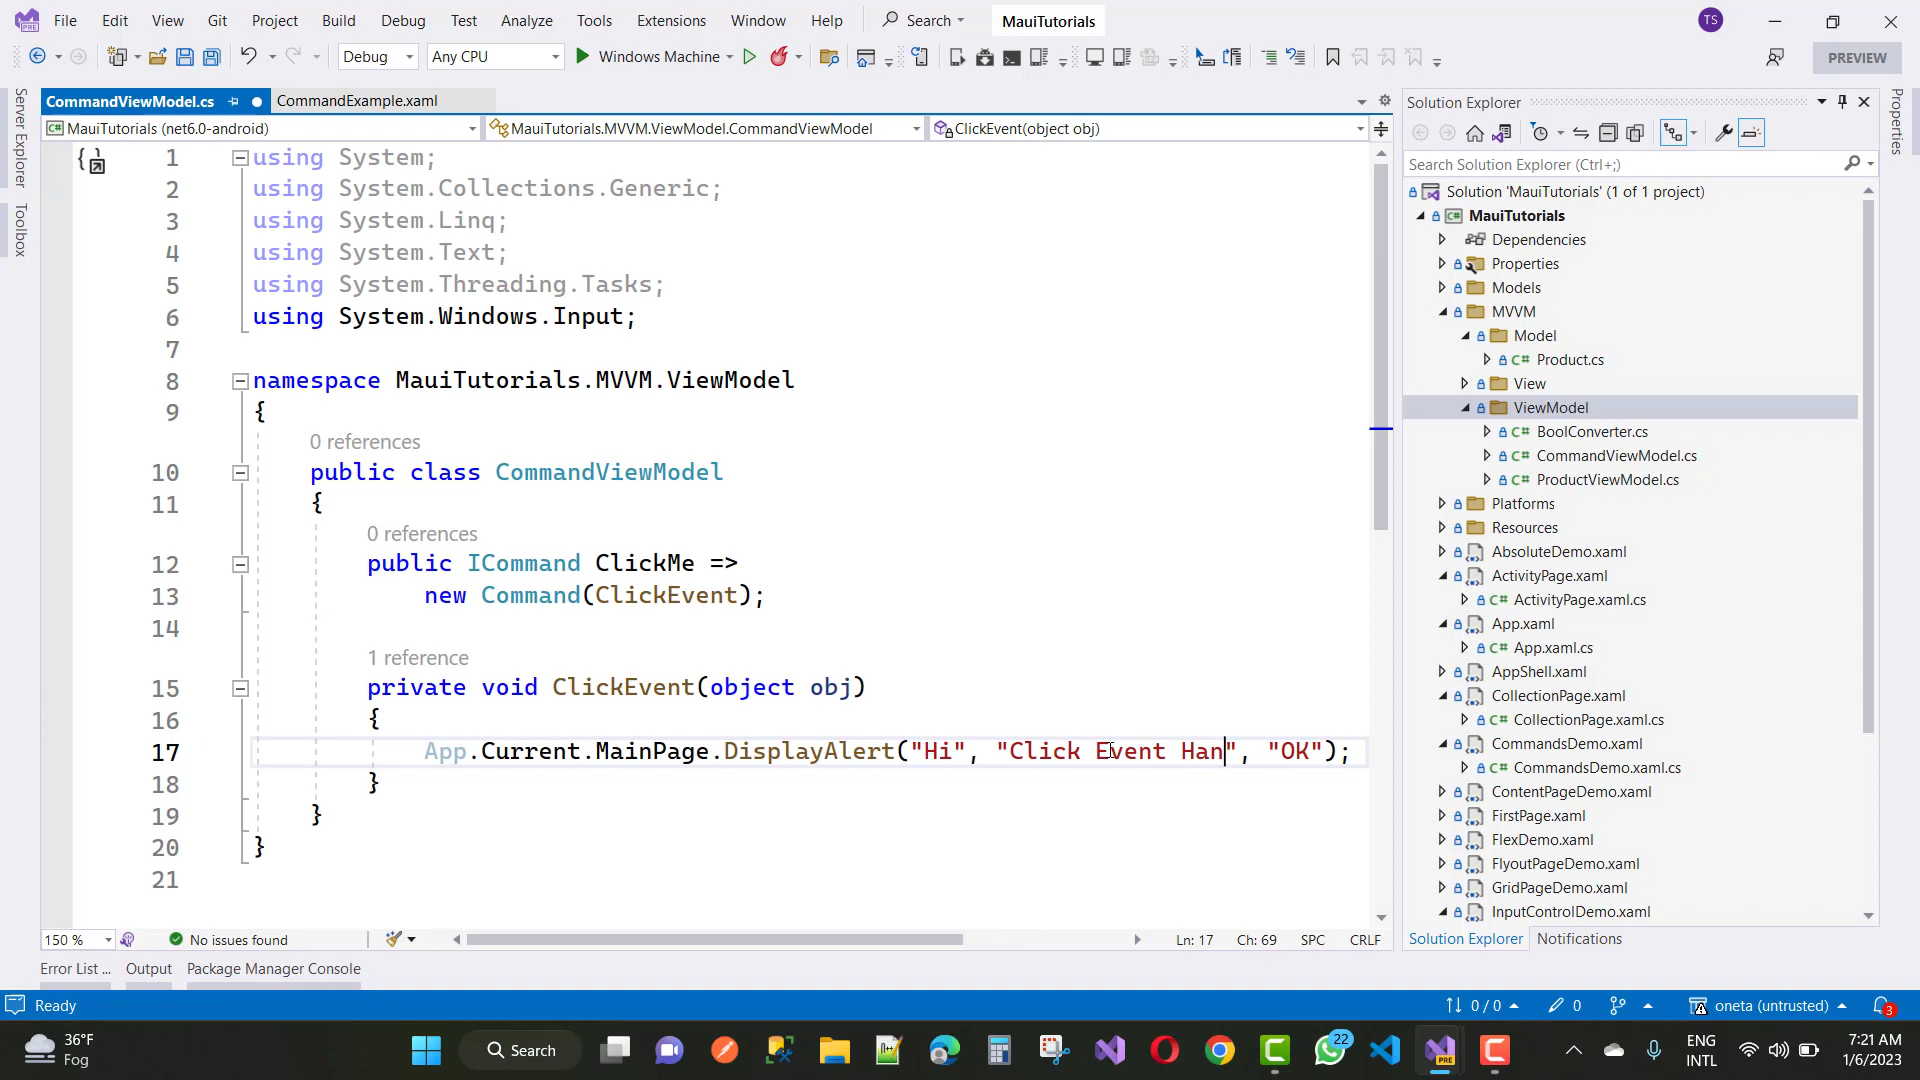 File Edit View Git Project Build Debug Test Analyze Tools Extensions Window Help Search MauiTutorials TS
Debug Any CPU Windows Machine PREVIEW
CommandViewModel.cs CommandExample.xaml
MauiTutorials (net6.0-android) MauiTutorials.MVVM.ViewModel.CommandViewModel ClickEvent(object obj)
Server Explorer
Toolbox
1 using System;
2 using System.Collections.Generic;
3 using System.Linq;
4 using System.Text;
5 using System.Threading.Tasks;
6 using System.Windows.Input;
7
8 namespace MauiTutorials.MVVM.ViewModel
9 {
0 references
10 public class CommandViewModel
11 {
0 references
12 public ICommand ClickMe =>
13 new Command(ClickEvent);
14
1 reference
15 private void ClickEvent(object obj)
16 {
17 App.Current.MainPage.DisplayAlert("Hi", "Click Event Han", "OK");
18 }
19 }
20 }
21
150 % No issues found Ln: 17 Ch: 69 SPC CRLF
Error List ... Output Package Manager Console
Solution Explorer
Search Solution Explorer (Ctrl+;)
Solution 'MauiTutorials' (1 of 1 project)
MauiTutorials
Dependencies
Properties
Models
MVVM
Model
C# Product.cs
View
ViewModel
C# BoolConverter.cs
C# CommandViewModel.cs
C# ProductViewModel.cs
Platforms
Resources
AbsoluteDemo.xaml
ActivityPage.xaml
C# ActivityPage.xaml.cs
App.xaml
C# App.xaml.cs
AppShell.xaml
CollectionPage.xaml
C# CollectionPage.xaml.cs
CommandsDemo.xaml
C# CommandsDemo.xaml.cs
ContentPageDemo.xaml
FirstPage.xaml
FlexDemo.xaml
FlyoutPageDemo.xaml
GridPageDemo.xaml
InputControlDemo.xaml
Solution Explorer Notifications
Properties
Ready 0 / 0 0 oneta (untrusted) 3
36°F
Fog
Search
22
ENG
INTL
7:21 AM
1/6/2023